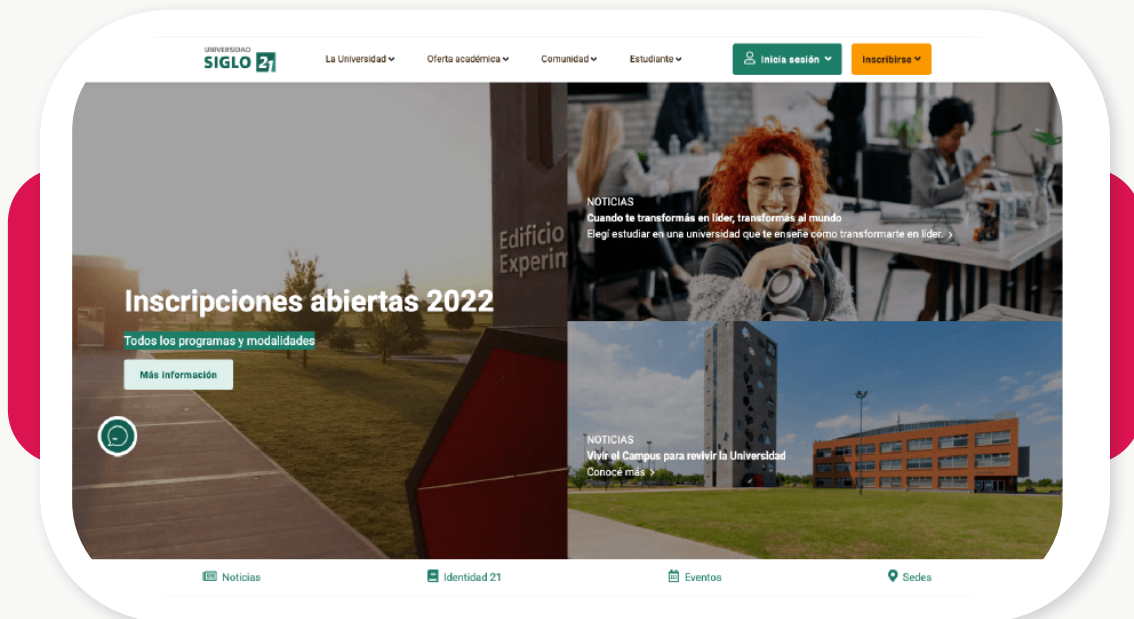 UNIVERSIDAD
SIGLO 21
La Universidad
Oferta académica
Comunidad
Estudiante
Inicia sesión
Inscribirse
Edificio
Experim
Inscripciones abiertas 2022
Todos los programas y modalidades
Más información
NOTICIAS
Cuando te transformás en líder, transformás al mundo
Elegí estudiar en una universidad que te enseñe cómo transformarte en líder. >
NOTICIAS
Vivir el Campus para revivir la Universidad
Conocé más >
Noticias
Identidad 21
Eventos
Sedes